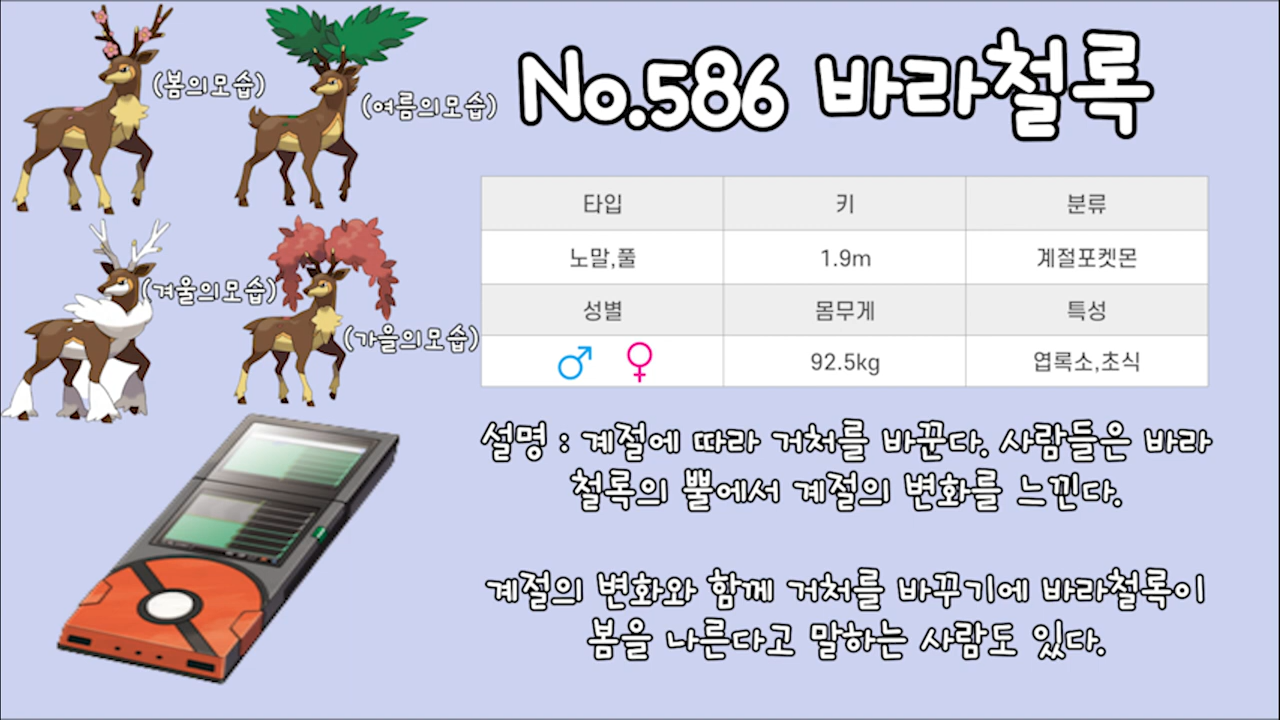 (봄의모습)
(여름의모습)
No.586 바라철록
타입 키 분류
노말,풀 1.9m 계절포켓몬
성별 몸무게 특성
♂ ♀ 92.5kg 엽록소,초식
(겨울의모습)
(가을의모습)
설명 : 계절에 따라 거처를 바꾼다. 사람들은 바라
철록의 뿔에서 계절의 변화를 느낀다.
계절의 변화와 함께 거처를 바꾸기에 바라철록이
봄을 나른다고 말하는 사람도 있다.